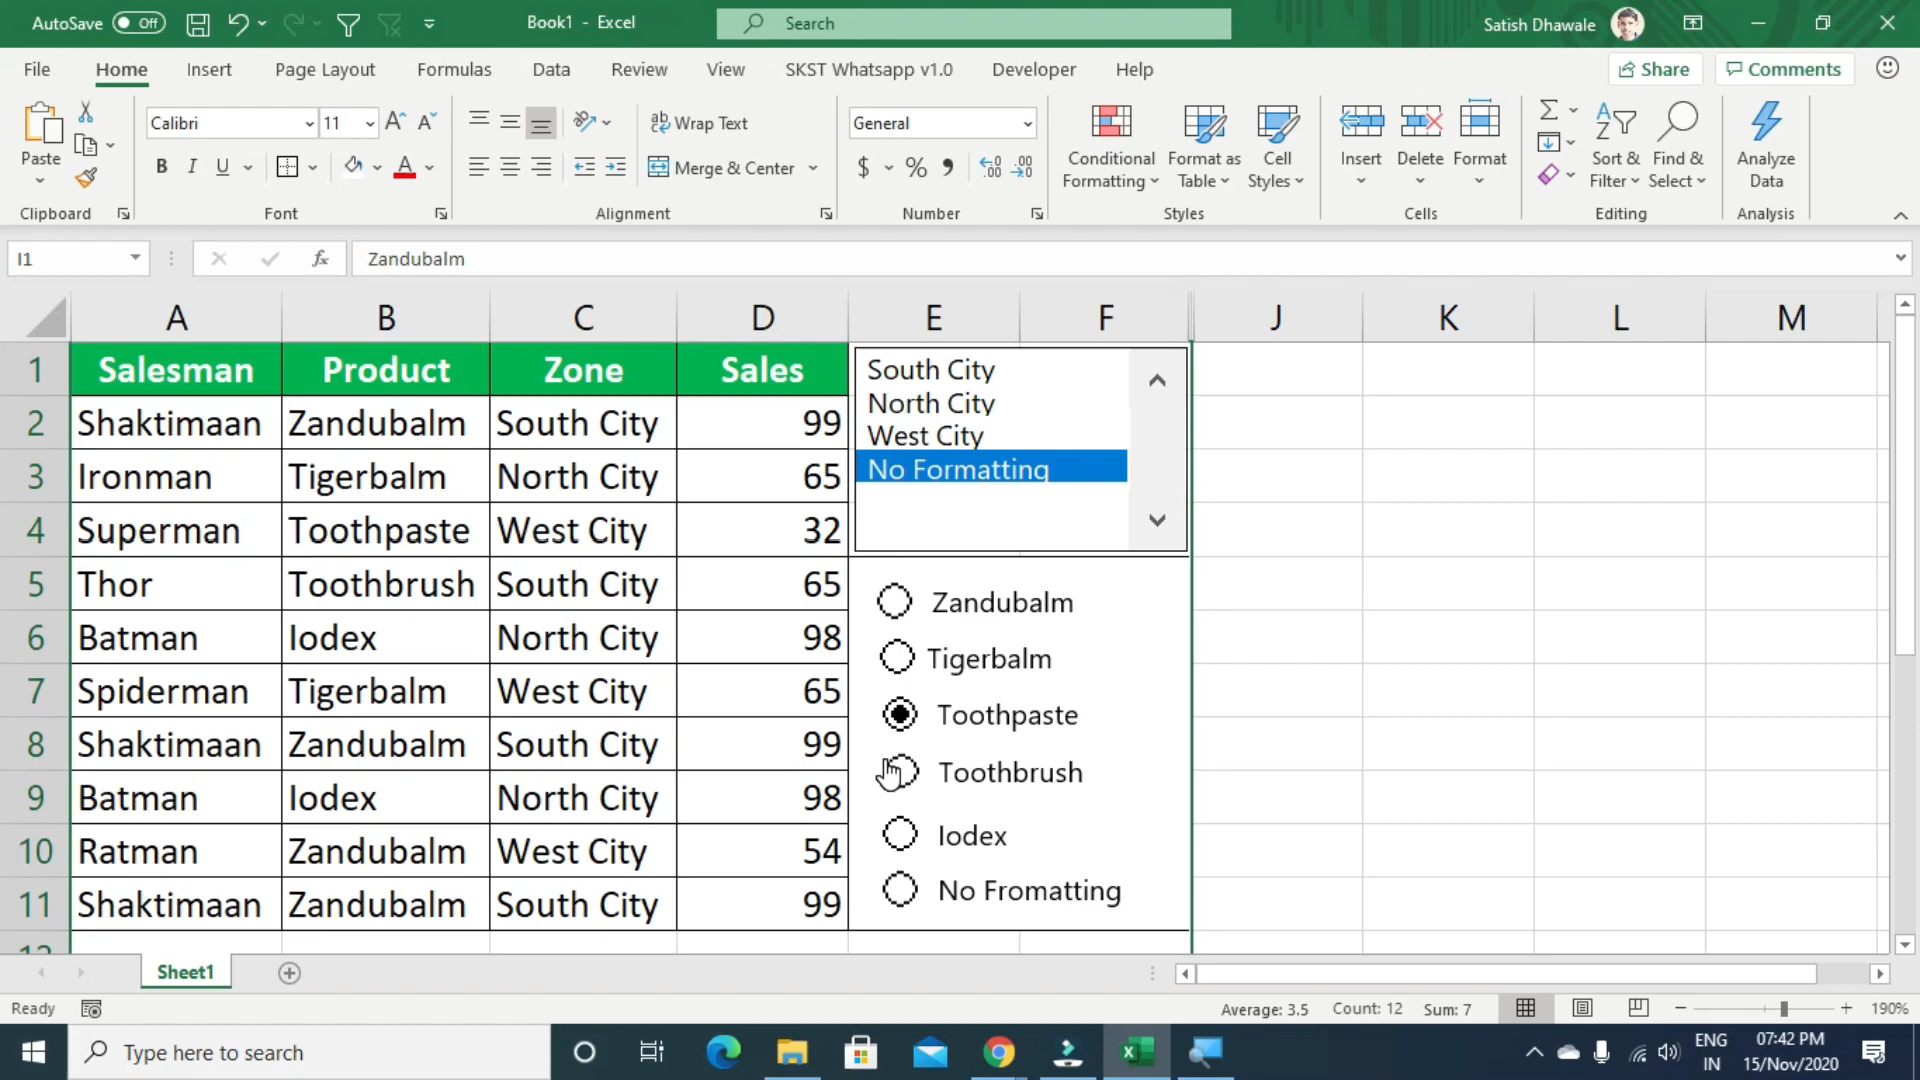 AutoSave Off Book1 - Excel Search Satish Dhawale
File Home Insert Page Layout Formulas Data Review View SKST Whatsapp v1.0 Developer Help Share Comments
Calibri 11 A A ab Wrap Text General
Paste B I U A Merge & Center $ % 9
Conditional Formatting Format as Table Cell Styles Insert Delete Format Sort & Filter Find & Select Analyze Data
Clipboard Font Alignment Number Styles Cells Editing Analysis
I1 fx Zandubalm
A B C D E F J K L M
1 Salesman Product Zone Sales
2 Shaktimaan Zandubalm South City 99
3 Ironman Tigerbalm North City 65
4 Superman Toothpaste West City 32
5 Thor Toothbrush South City 65
6 Batman Iodex North City 98
7 Spiderman Tigerbalm West City 65
8 Shaktimaan Zandubalm South City 99
9 Batman Iodex North City 98
10 Ratman Zandubalm West City 54
11 Shaktimaan Zandubalm South City 99
12
South City
North City
West City
No Formatting
Zandubalm
Tigerbalm
Toothpaste
Toothbrush
Iodex
No Fromatting
Sheet1
Ready Average: 3.5 Count: 12 Sum: 7 190%
Type here to search ENG IN 07:42 PM 15/Nov/2020